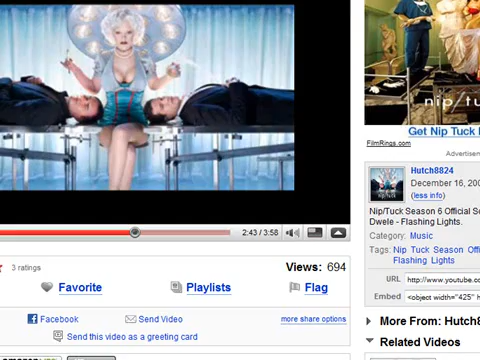 nip/tuc
Get Nip Tuck
FilmRings.com
Advertisem
Hutch8824
December 16, 200
(less info)
Nip/Tuck Season 6 Official So
Dwele - Flashing Lights.
Category: Music
Tags: Nip Tuck Season Offi
Flashing Lights
URL http://www.youtube.co
Embed <object width="425" h
2:43 / 3:58
3 ratings
Views: 694
Favorite
Playlists
Flag
Facebook
Send Video
more share options
Send this video as a greeting card
More From: Hutch8
Related Videos